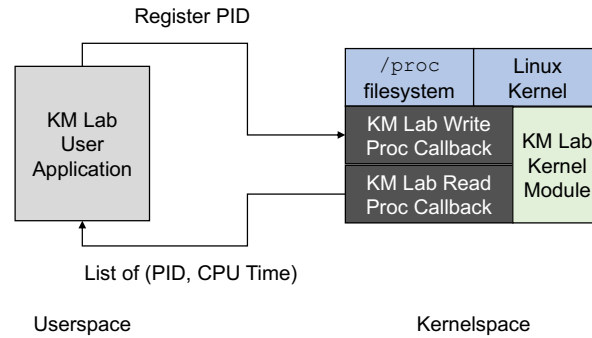 Register PID
KM Lab
User
Application
/proc
filesystem
Linux
Kernel
KM Lab Write
Proc Callback
KM Lab Read
Proc Callback
KM Lab
Kernel
Module
List of (PID, CPU Time)
Userspace
Kernelspace